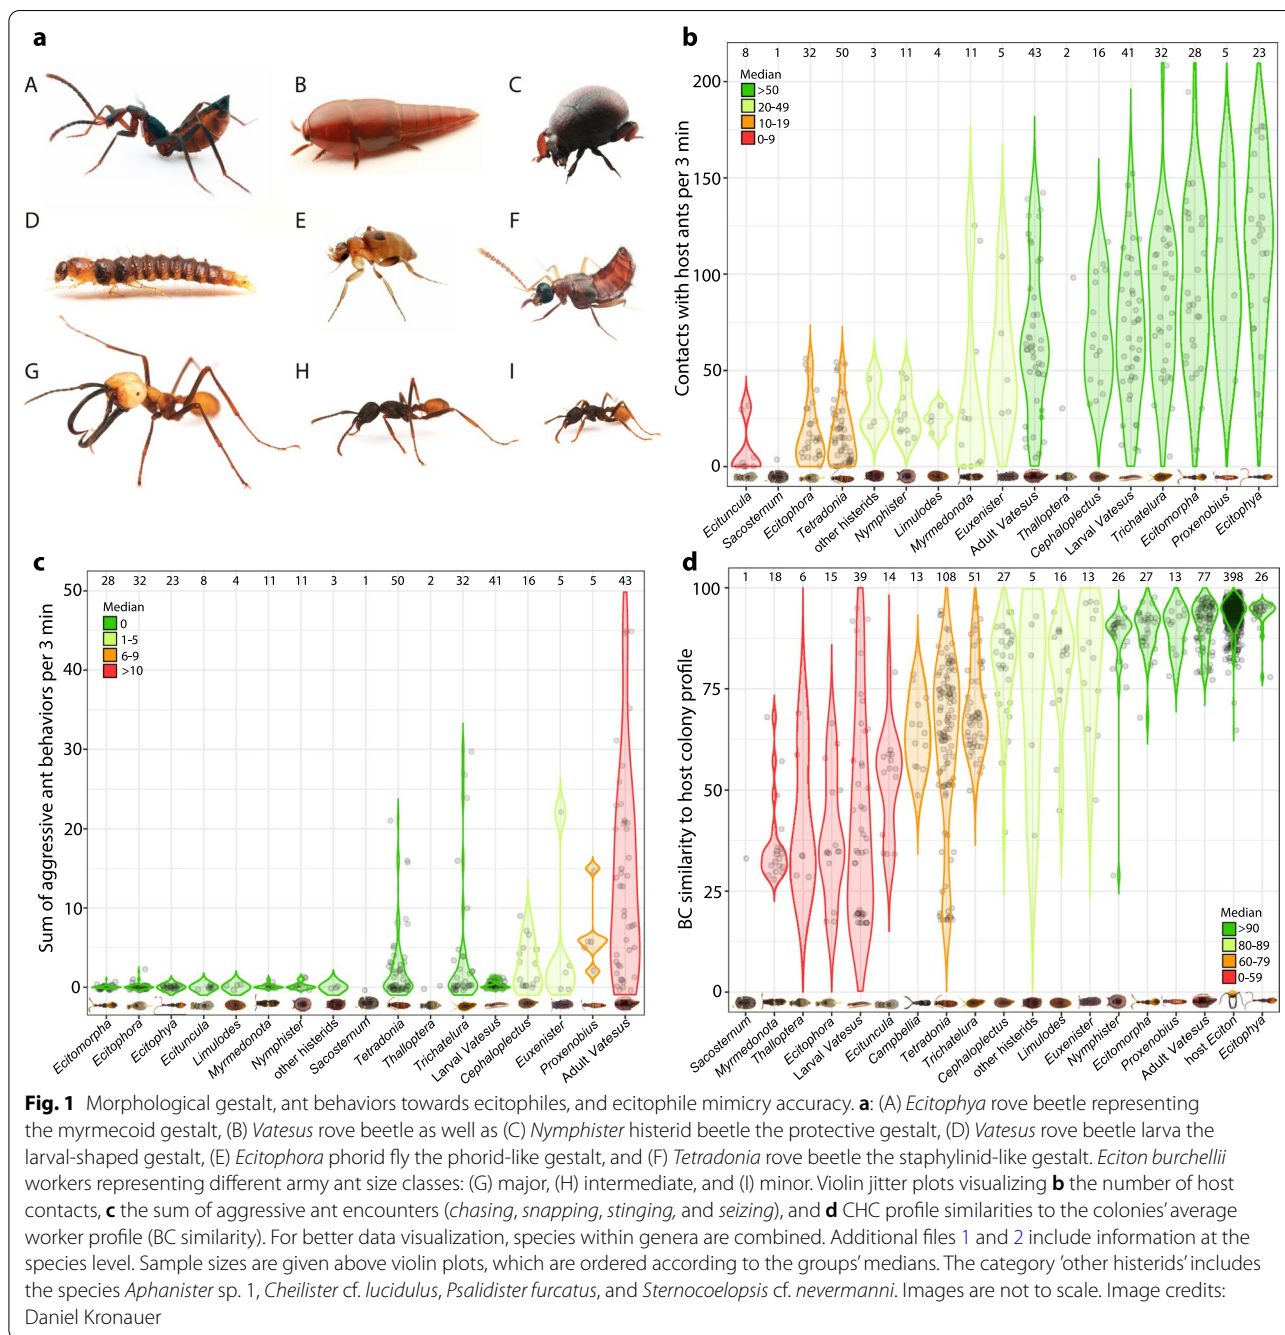 a
A
B
C
D
E
F
G
H
I
b
8 1 32 50 3 11 4 11 5 43 2 16 41 32 28 5 23
Median
>50
20–49
10–19
0–9
Contacts with host ants per 3 min
200
150
100
50
0
Ecituncula
Sacosternum
Ecitophora
Tetradonia
other histerids
Nymphister
Limulodes
Myrmedonota
Euxenister
Adult Vatesus
Thalloptera
Cephaloplectus
Larval Vatesus
Trichatelura
Ecitomorpha
Proxenobius
Ecitophya
c
28 32 23 8 4 11 11 3 1 50 2 32 41 16 5 5 43
Median
0
1–5
6–9
>10
Sum of aggressive ant behaviors per 3 min
50
40
30
20
10
0
Ecitomorpha
Ecitophora
Ecitophya
Ecituncula
Limulodes
Myrmedonota
Nymphister
other histerids
Sacosternum
Tetradonia
Thalloptera
Trichatelura
Larval Vatesus
Cephaloplectus
Euxenister
Proxenobius
Adult Vatesus
d
1 18 6 15 39 14 13 108 51 27 5 16 13 26 27 13 77 398 26
BC similarity to host colony profile
100
75
50
25
0
Median
>90
80–89
60–79
0–59
Sacosternum
Myrmedonota
Thalloptera
Ecitophora
Larval Vatesus
Ecituncula
Campbellia
Tetradonia
Trichatelura
Cephaloplectus
other histerids
Limulodes
Euxenister
Nymphister
Ecitomorpha
Proxenobius
Adult Vatesus
host Eciton
Ecitophya
Fig. 1 Morphological gestalt, ant behaviors towards ecitophiles, and ecitophile mimicry accuracy. a: (A) Ecitophya rove beetle representing
the myrmecoid gestalt, (B) Vatesus rove beetle as well as (C) Nymphister histerid beetle the protective gestalt, (D) Vatesus rove beetle larva the
larval-shaped gestalt, (E) Ecitophora phorid fly the phorid-like gestalt, and (F) Tetradonia rove beetle the staphylinid-like gestalt. Eciton burchellii
workers representing different army ant size classes: (G) major, (H) intermediate, and (I) minor. Violin jitter plots visualizing b the number of host
contacts, c the sum of aggressive ant encounters (chasing, snapping, stinging, and seizing), and d CHC profile similarities to the colonies' average
worker profile (BC similarity). For better data visualization, species within genera are combined. Additional files 1 and 2 include information at the
species level. Sample sizes are given above violin plots, which are ordered according to the groups' medians. The category 'other histerids' includes
the species Aphanister sp. 1, Cheilister cf. lucidulus, Psalidister furcatus, and Sternocoelopsis cf. nevermanni. Images are not to scale. Image credits:
Daniel Kronauer